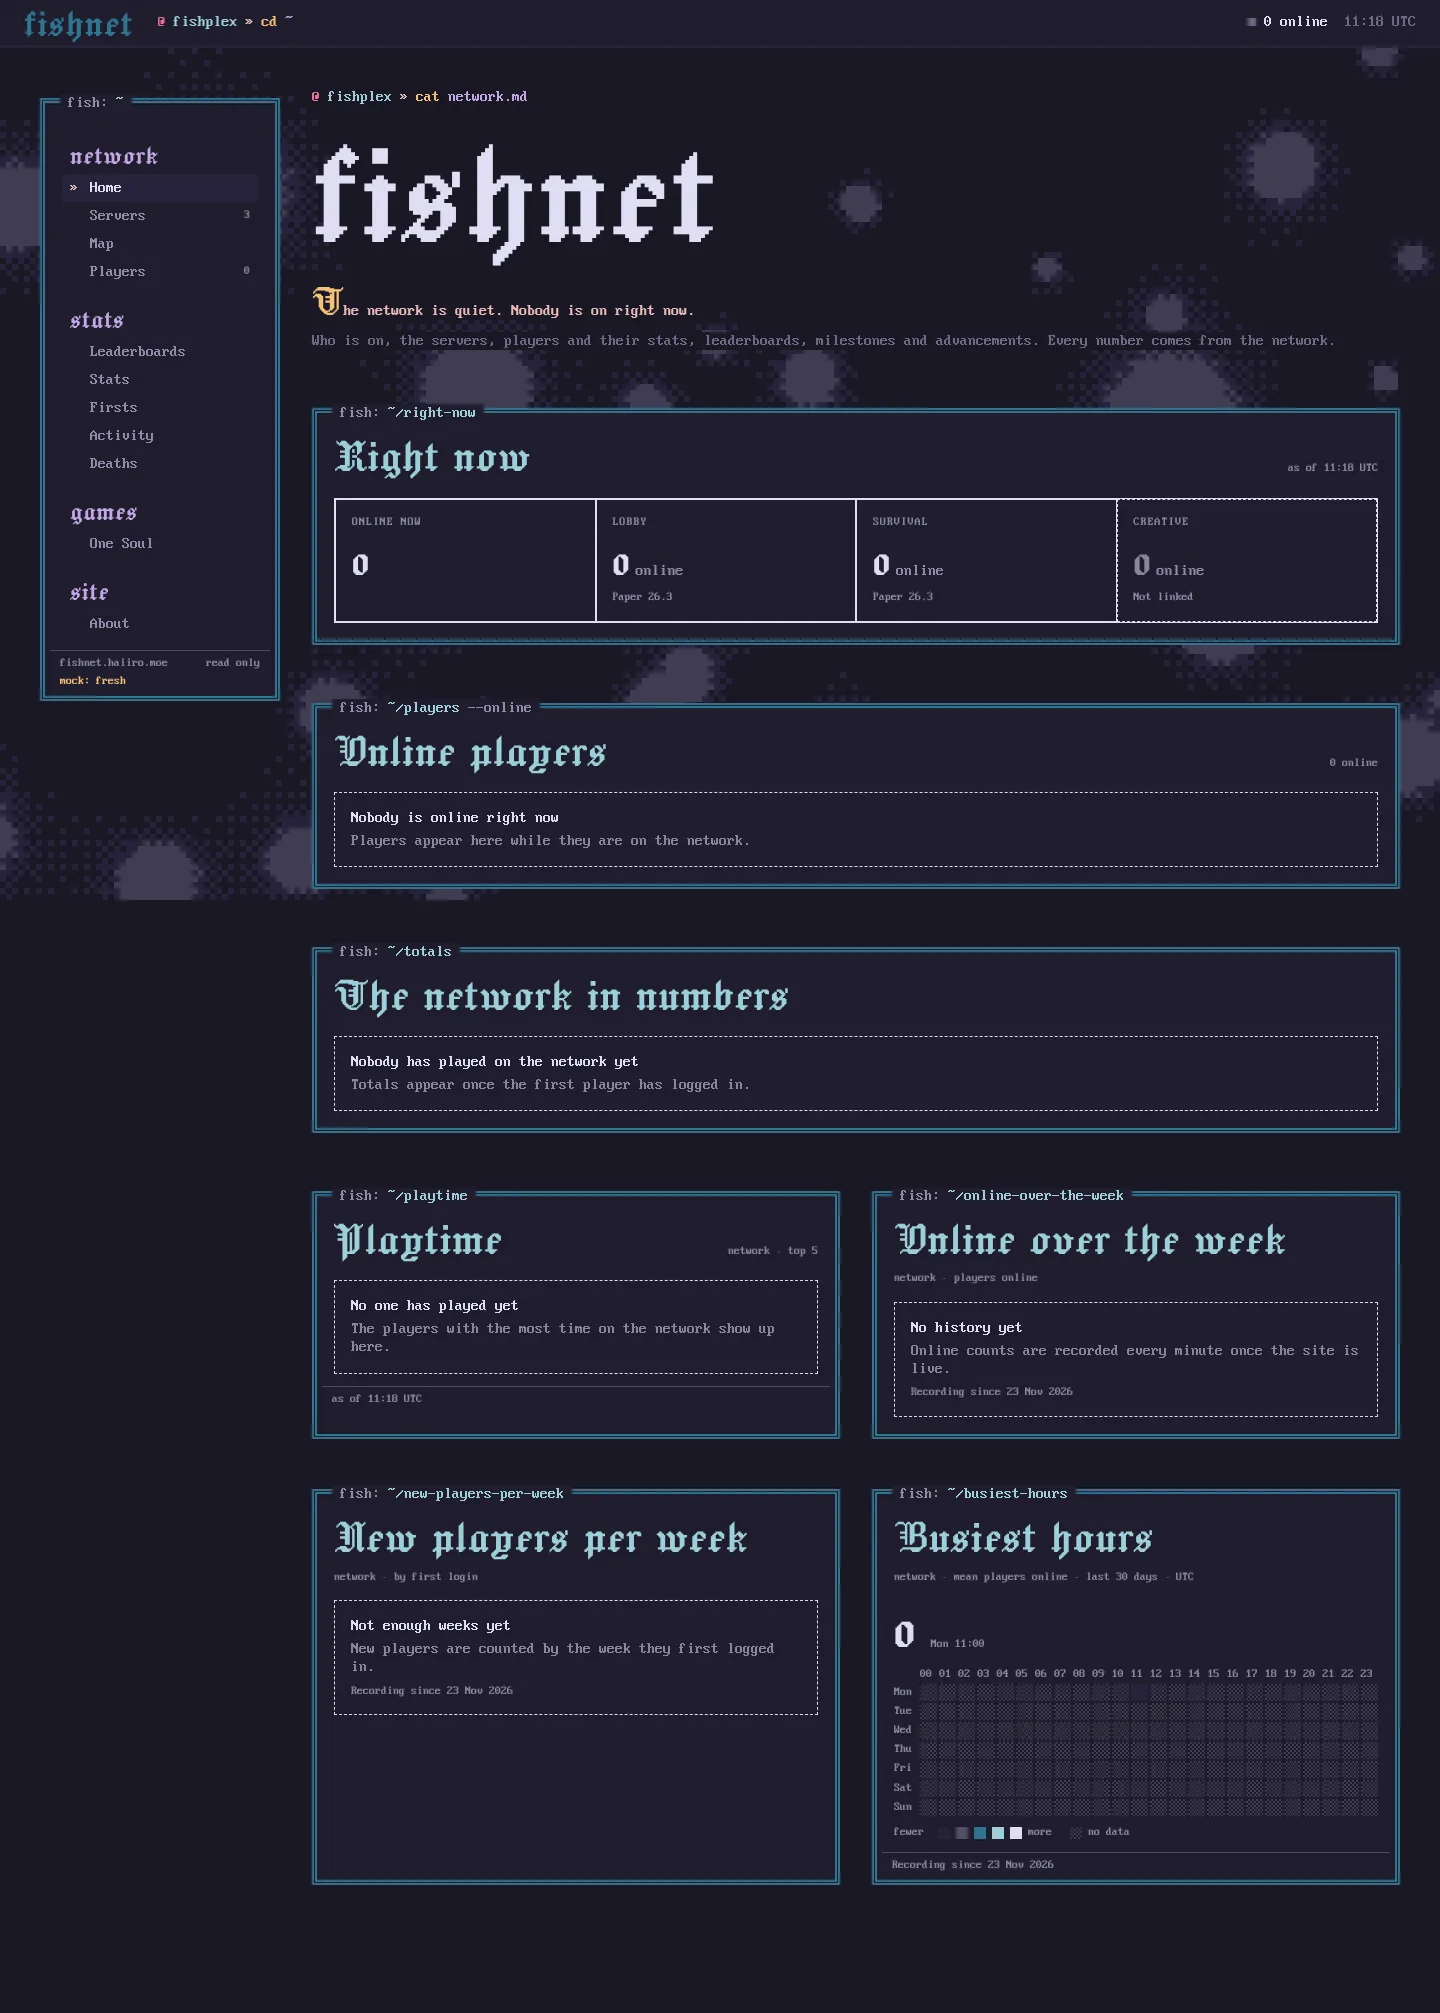 fishnet @ fishplex » cd ~
0 online 11:18 UTC
fish: ~
network
» Home
Servers 3
Map
Players 0
stats
Leaderboards
Stats
Firsts
Activity
Deaths
games
One Soul
site
About
fishnet.haiiro.moe read only
mock: fresh
@ fishplex » cat network.md
fishnet
The network is quiet. Nobody is on right now.
Who is on, the servers, players and their stats, leaderboards, milestones and advancements. Every number comes from the network.
fish: ~/right-now
Right now
as of 11:18 UTC
ONLINE NOW
0
LOBBY
0 online
Paper 26.3
SURVIVAL
0 online
Paper 26.3
CREATIVE
0 online
Not linked
fish: ~/players --online
Online players
0 online
Nobody is online right now
Players appear here while they are on the network.
fish: ~/totals
The network in numbers
Nobody has played on the network yet
Totals appear once the first player has logged in.
fish: ~/playtime
Playtime
network · top 5
No one has played yet
The players with the most time on the network show up
here.
as of 11:18 UTC
fish: ~/online-over-the-week
Online over the week
network · players online
No history yet
Online counts are recorded every minute once the site is
live.
Recording since 23 Nov 2026
fish: ~/new-players-per-week
New players per week
network · by first login
Not enough weeks yet
New players are counted by the week they first logged
in.
Recording since 23 Nov 2026
fish: ~/busiest-hours
Busiest hours
network · mean players online · last 30 days · UTC
0 Mon 11:00
00 01 02 03 04 05 06 07 08 09 10 11 12 13 14 15 16 17 18 19 20 21 22 23
Mon
Tue
Wed
Thu
Fri
Sat
Sun
fewer more no data
Recording since 23 Nov 2026